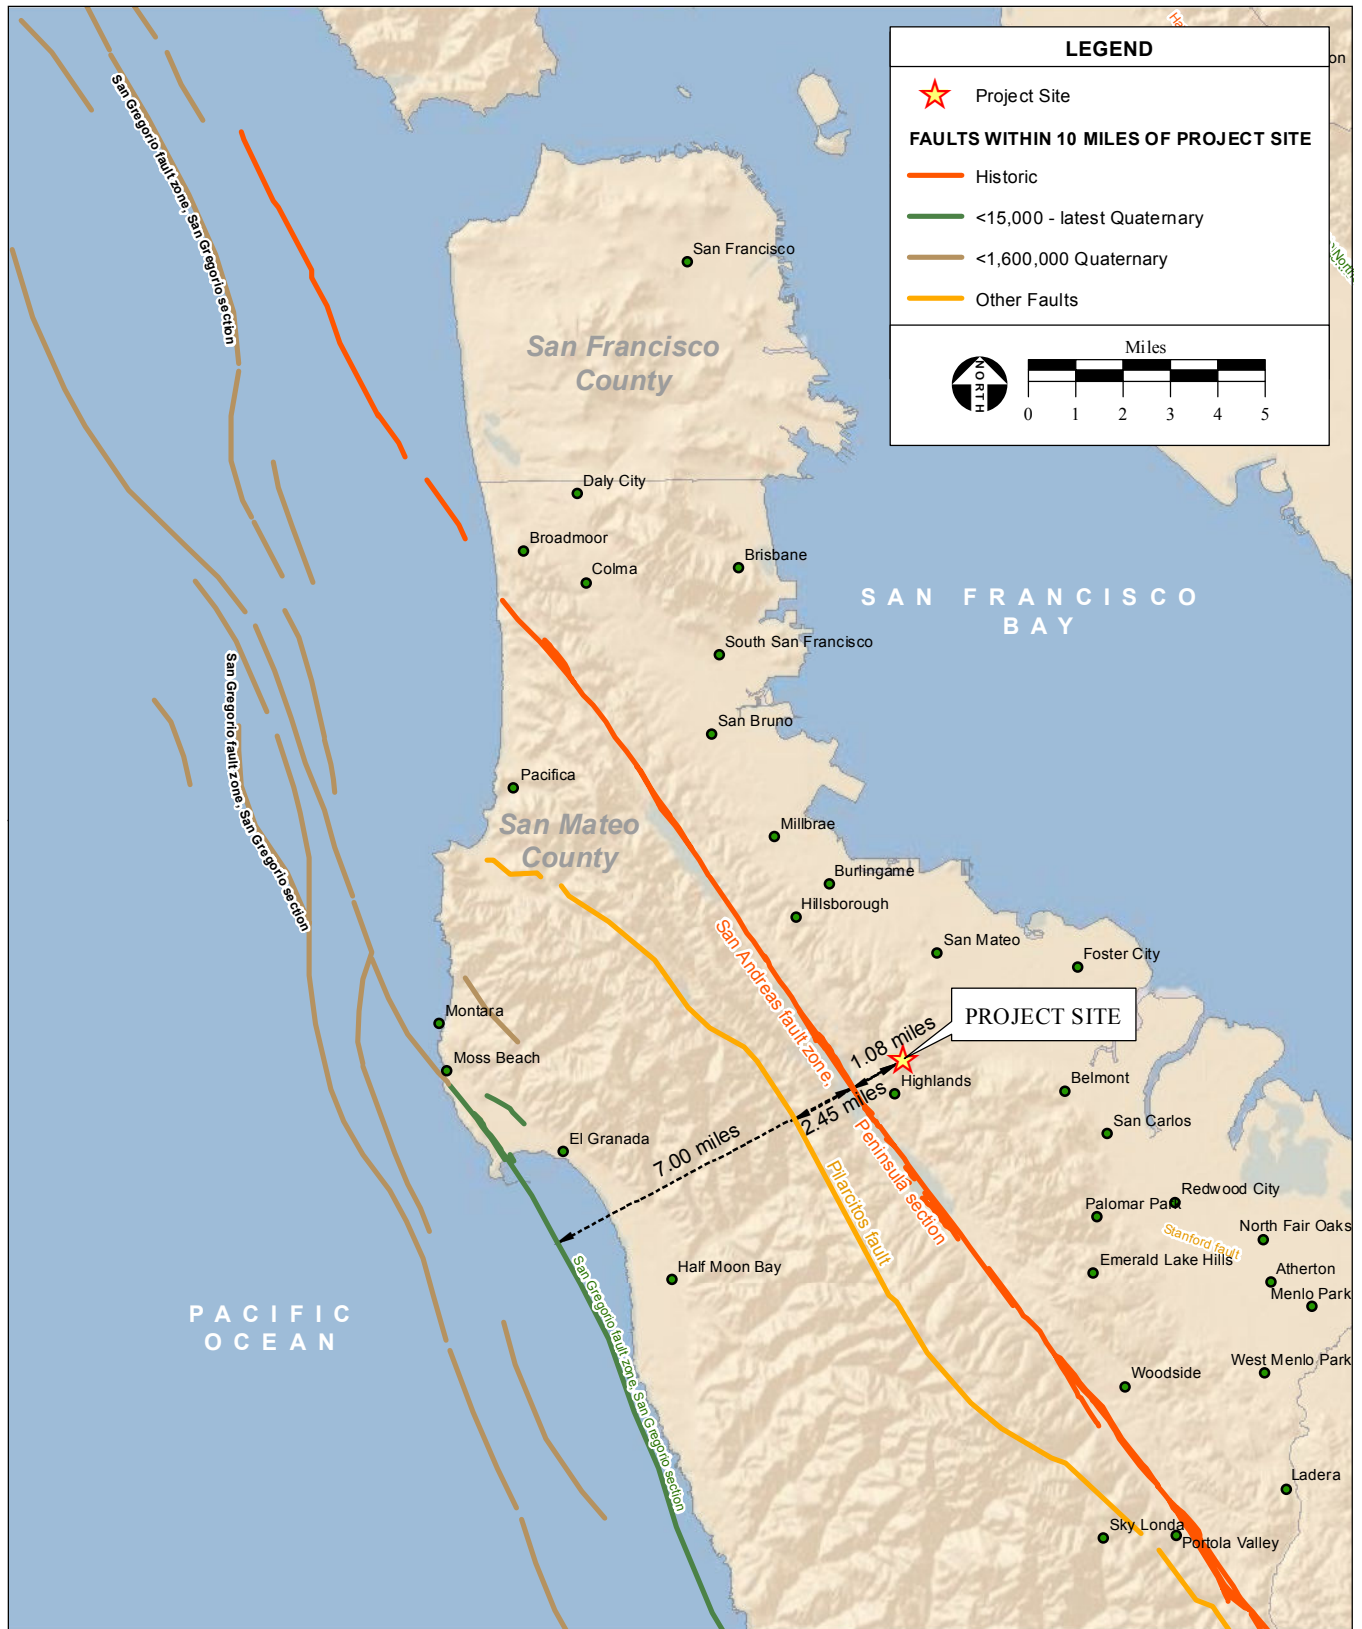 LEGEND
Project Site
FAULTS WITHIN 10 MILES OF PROJECT SITE
Historic
<15,000 - latest Quaternary
<1,600,000 Quaternary
Other Faults
NORTH
Miles
0 1 2 3 4 5
Ha
on
San Gregorio fault zone, San Gregorio section
San Francisco
San Francisco
County
Daly City
Broadmoor
Colma
Brisbane
SAN FRANCISCO
BAY
South San Francisco
San Bruno
San Gregorio fault zone, San Gregorio section
Pacifica
San Mateo
County
Millbrae
Burlingame
Hillsborough
San Mateo
Foster City
San Andreas fault zone,
Peninsula section
PROJECT SITE
Montara
Moss Beach
1.08 miles
Highlands
Belmont
2.45 miles
San Carlos
El Granada
7.00 miles
Pilarcitos fault
Palomar Park
Redwood City
Stanford fault
North Fair Oaks
Half Moon Bay
Emerald Lake Hills
Atherton
Menlo Park
PACIFIC
OCEAN
San Gregorio fault zone, San Gregorio section
West Menlo Park
Woodside
Ladera
Sky Londa
Portola Valley